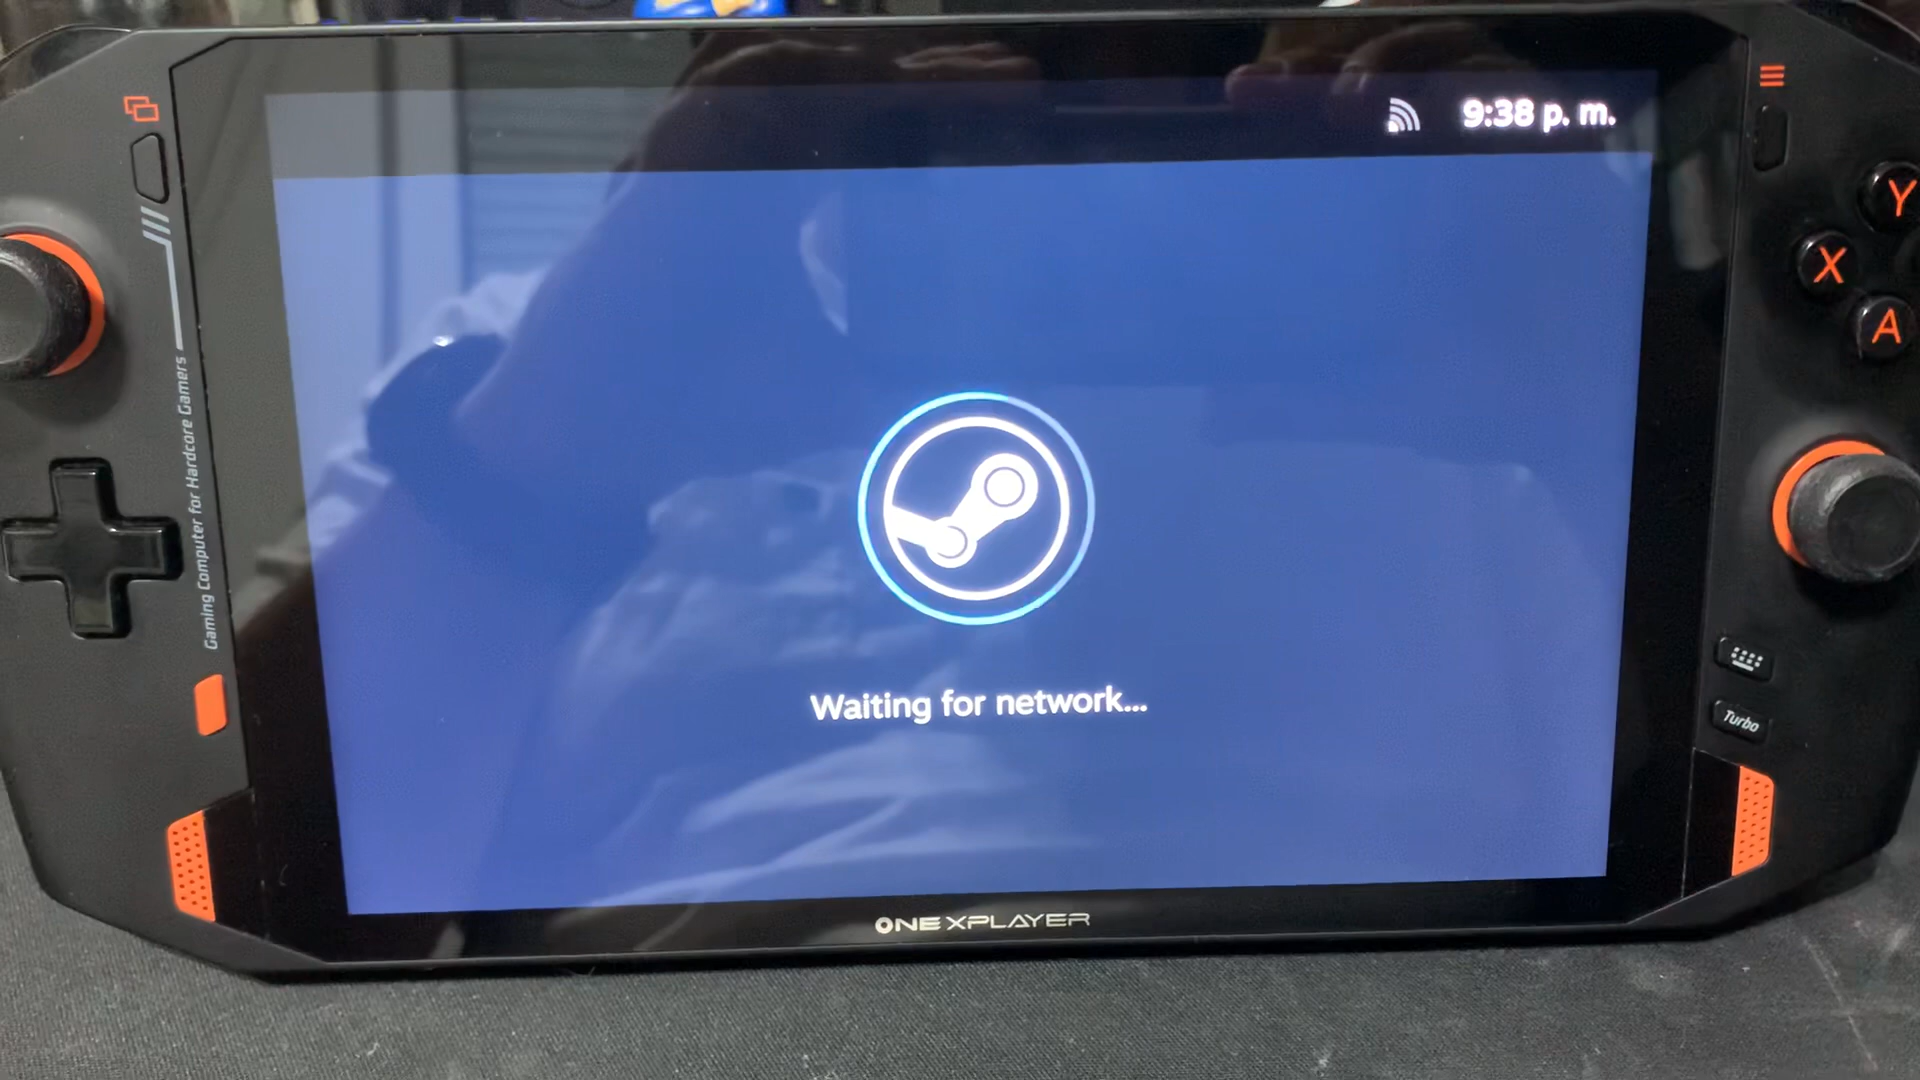 9:38 p. m.
Y
X
A
Gaming Computer for Hardcore Gamers
Waiting for network...
Turbo
ONEXPLAYER